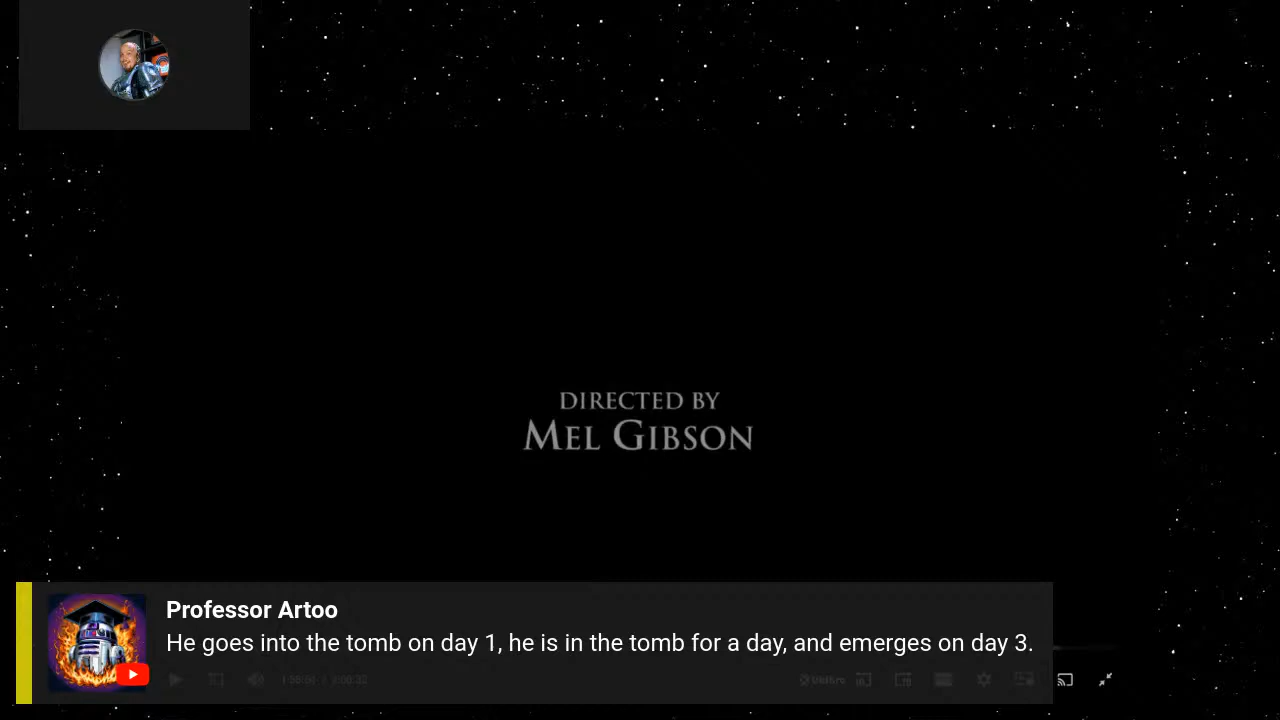 DIRECTED BY
MEL GIBSON
Professor Artoo
He goes into the tomb on day 1, he is in the tomb for a day, and emerges on day 3.